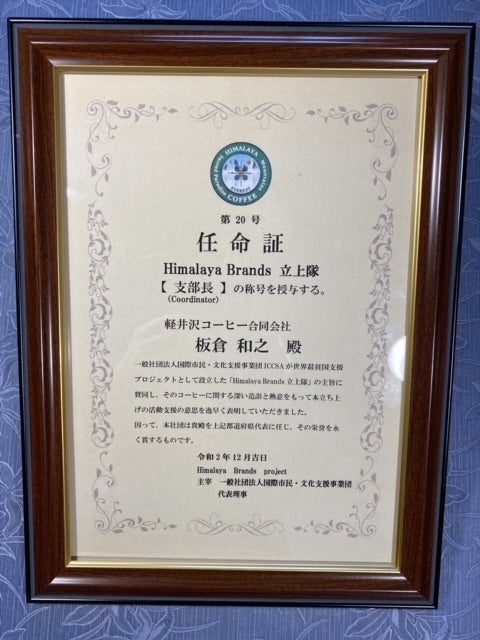 HIMALAYA
Mountains
Sacred Paradise
EVEREST
COFFEE
第 20 号
任 命 証
Himalaya Brands 立上隊
【 支部長 】の称号を授与する。
(Coordinator)
軽井沢コーヒー合同会社
板倉 和之 殿
一般社団法人国際市民・文化支援事業団ICCSAが世界最貧国支援
プロジェクトとして設立した「Himalaya Brands 立上隊」の主旨に
賛同し、そのコーヒーに関する深い造詣と熱意をもって本立ち上
げの活動支援の意思を逸早く表明していただきました。
因って、本社団は貴殿を上記都道府県代表に任じ、その栄誉を永
く賞するものです。
令和2年12月吉日
Himalaya Brands project
主宰 一般社団法人国際市民・文化支援事業団
代表理事